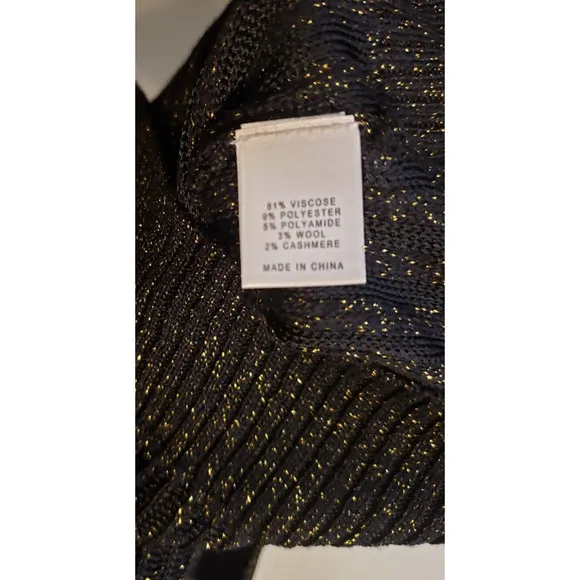 81% VISCOSE
9% POLYESTER
5% POLYAMIDE
3% WOOL
2% CASHMERE
MADE IN CHINA